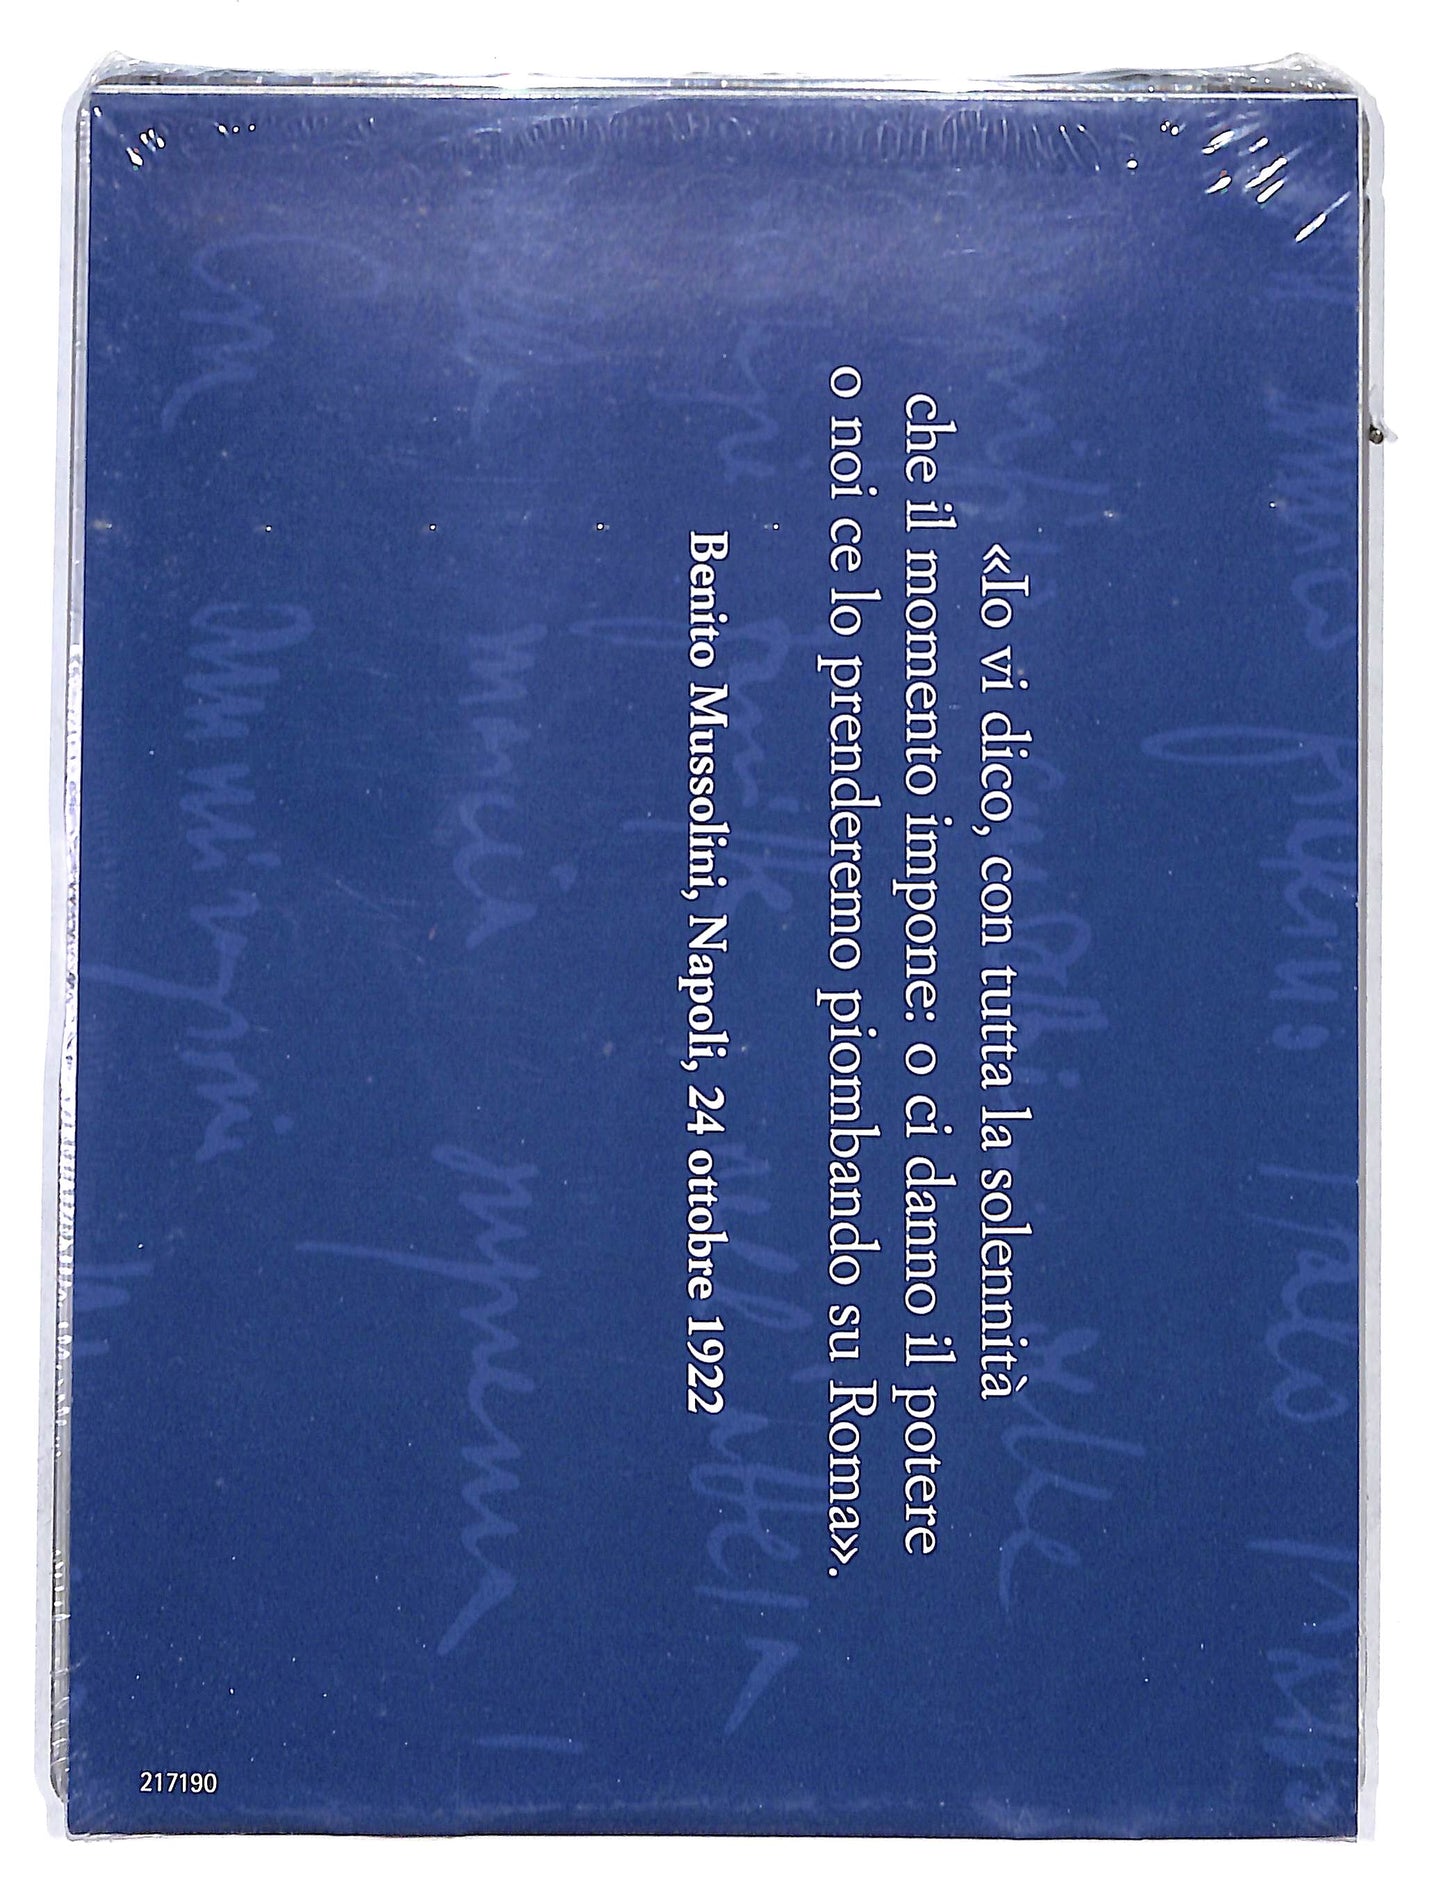 «Io vi dico, con tutta la solennità
che il momento impone: o ci danno il potere
o noi ce lo prenderemo piombando su Roma».
Benito Mussolini, Napoli, 24 ottobre 1922
217190